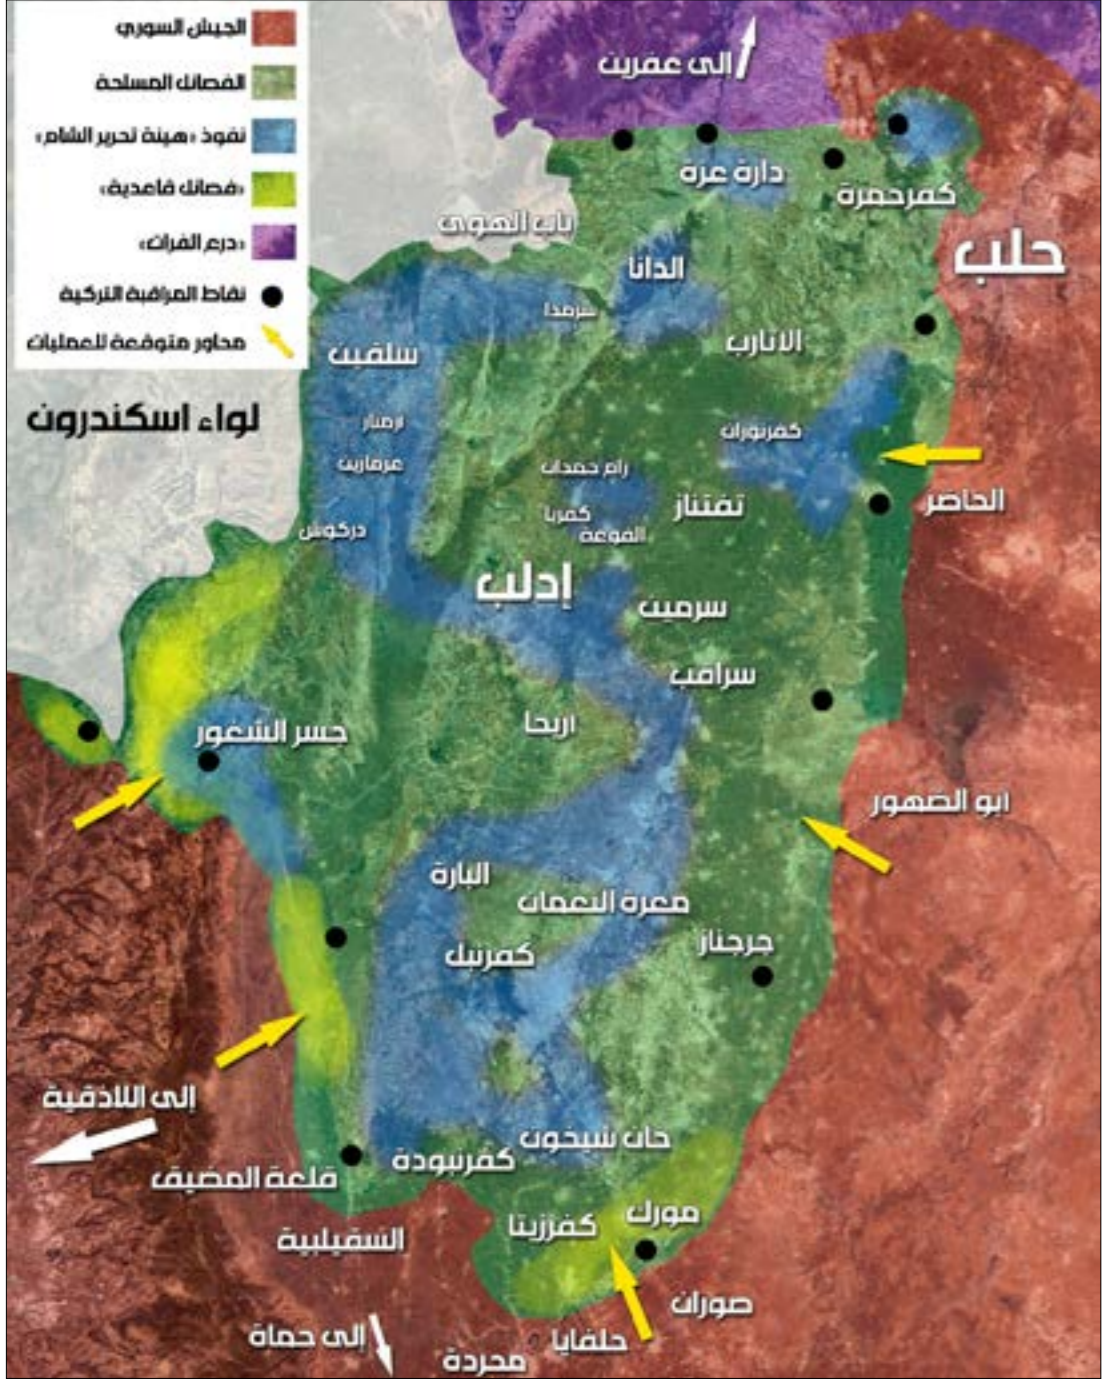 الجيش السوري
الفصائل المسلحة
نفوذ «هيئة تحرير الشام»
«فصائل قاعدية»
«درع الفرات»
نقاط المراقبة التركية
محاور متوقعة للعمليات
إلى عفرين
دارة عزة
كفرحمرة
باب الهوى
حلب
الدانا
سرمدا
الاتارب
سلقين
لواء اسكندرون
ارمناز
كفرنوران
عرمارين
رام حمدان
تفتناز
الحاضر
كفريا
دركوش
الفوعة
إدلب
سرمين
سراقب
اريحا
جسر الشغور
ابو الضهور
البارة
معرة النعمان
جرجناز
كفرنبل
إلى اللاذقية
خان شيخون
كفرنبودة
قلعة المضيق
مورك
كفرزيتا
السقيلبية
صوران
إلى حماة
حلفايا
محردة